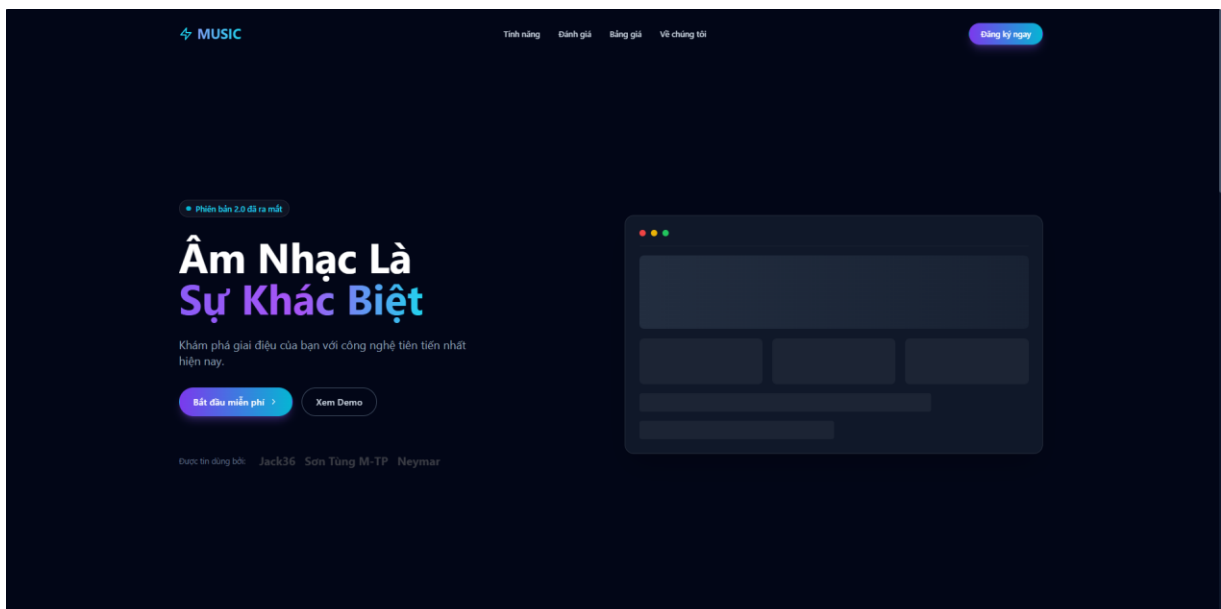 MUSIC
Tính năng Đánh giá Bảng giá Về chúng tôi
Đăng ký ngay
Phiên bản 2.0 đã ra mắt
Âm Nhạc Là
Sự Khác Biệt
Khám phá giai điệu của bạn với công nghệ tiên tiến nhất
hiện nay.
Bắt đầu miễn phí
Xem Demo
Được tin dùng bởi: Jack36 Sơn Tùng M-TP Neymar